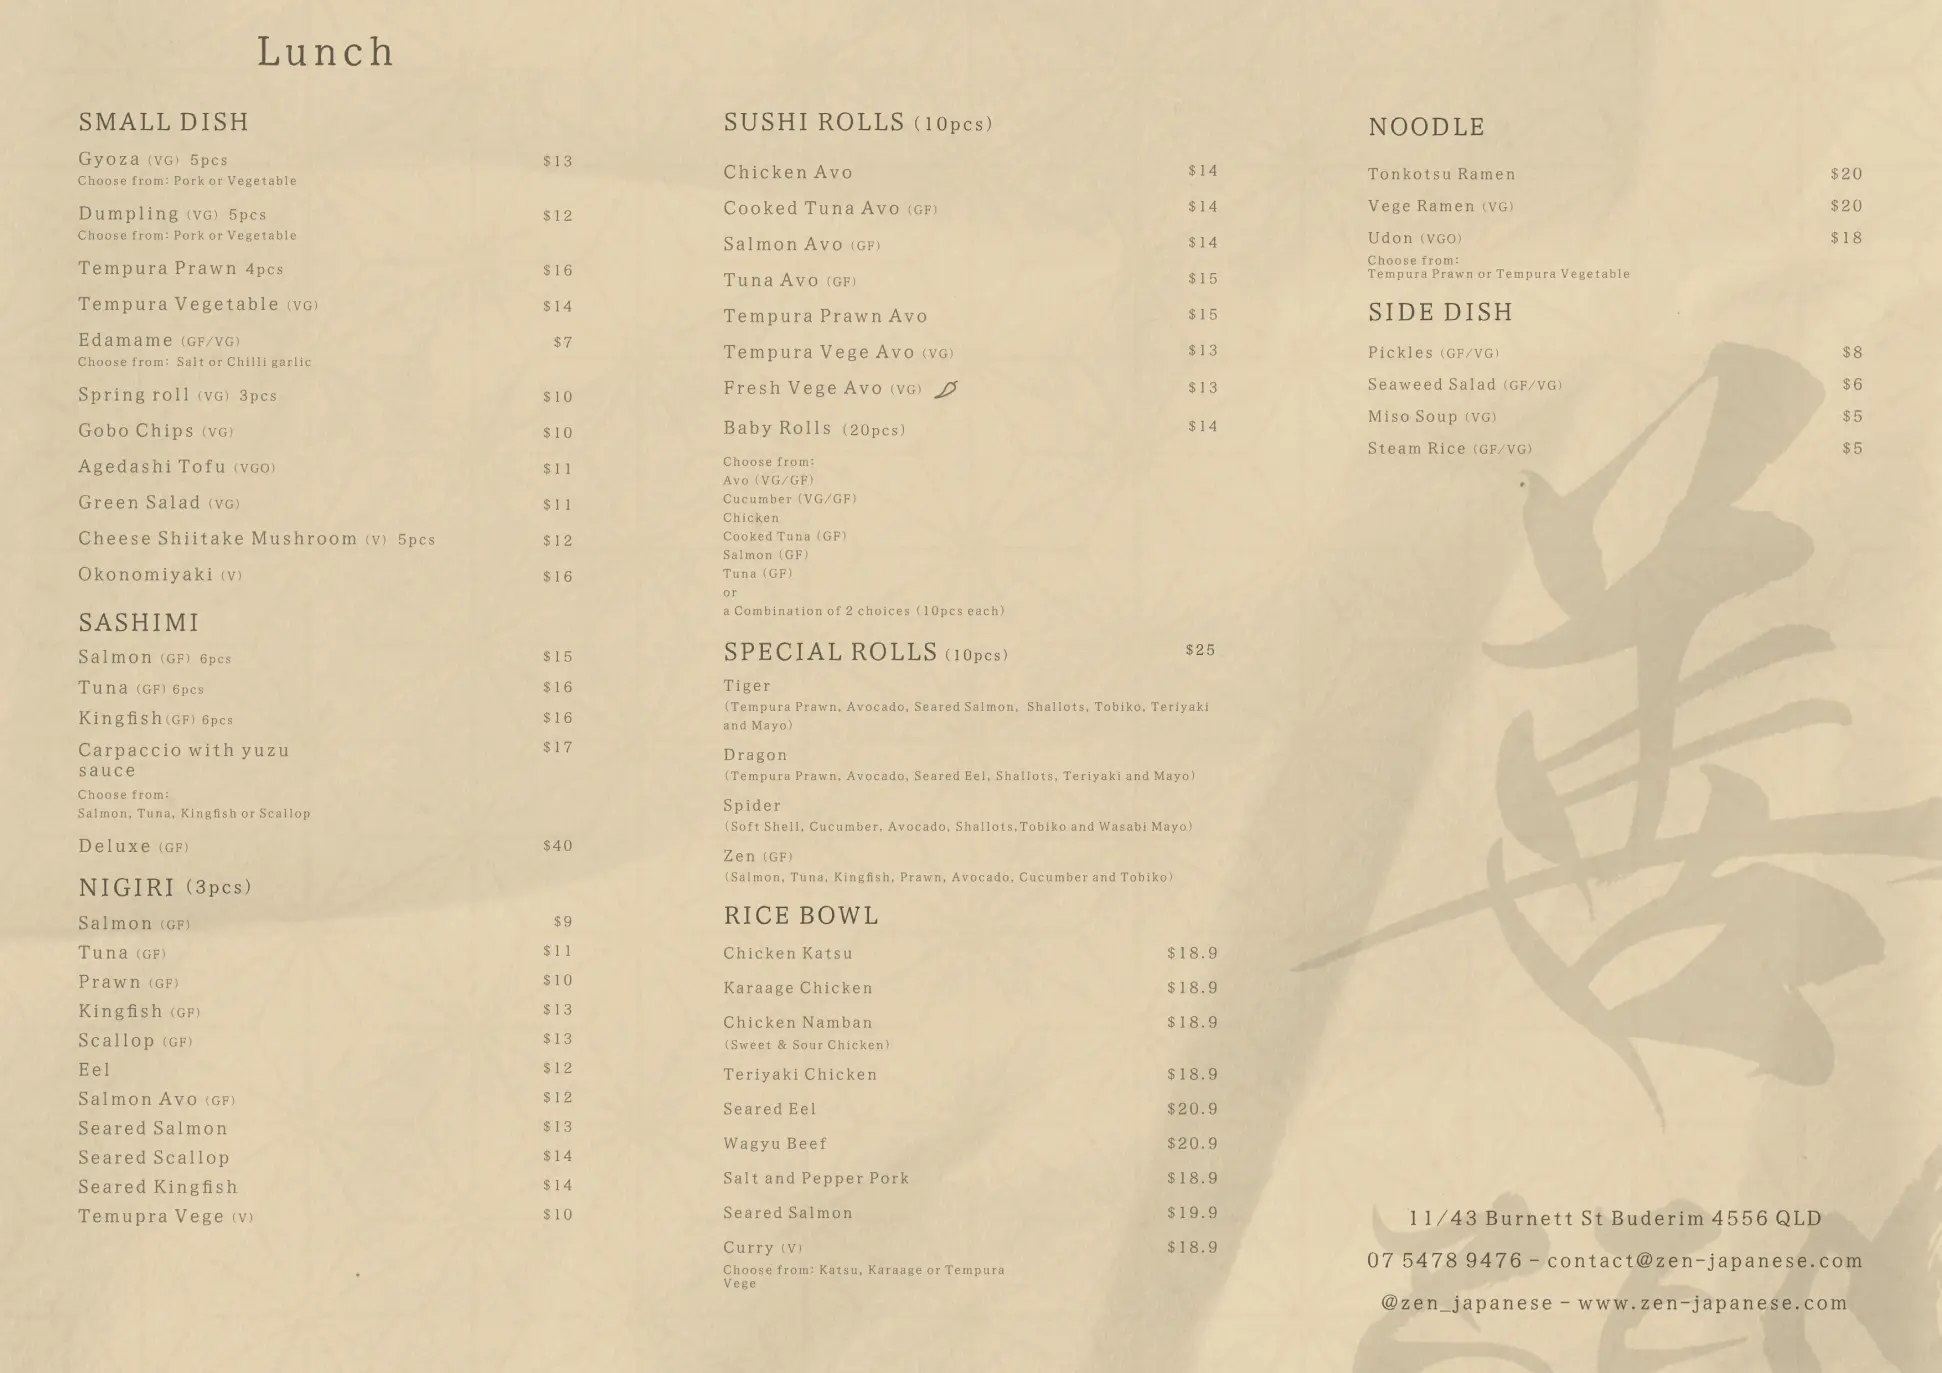 Lunch
SMALL DISH
Gyoza (VG) 5pcs $13
Choose from: Pork or Vegetable
Dumpling (VG) 5pcs $12
Choose from: Pork or Vegetable
Tempura Prawn 4pcs $16
Tempura Vegetable (VG) $14
Edamame (GF/VG) $7
Choose from: Salt or Chilli garlic
Spring roll (VG) 3pcs $10
Gobo Chips (VG) $10
Agedashi Tofu (VGO) $11
Green Salad (VG) $11
Cheese Shiitake Mushroom (V) 5pcs $12
Okonomiyaki (V) $16
SASHIMI
Salmon (GF) 6pcs $15
Tuna (GF) 6pcs $16
Kingfish(GF) 6pcs $16
Carpaccio with yuzu $17
sauce
Choose from:
Salmon, Tuna, Kingfish or Scallop
Deluxe (GF) $40
NIGIRI (3pcs)
Salmon (GF) $9
Tuna (GF) $11
Prawn (GF) $10
Kingfish (GF) $13
Scallop (GF) $13
Eel $12
Salmon Avo (GF) $12
Seared Salmon $13
Seared Scallop $14
Seared Kingfish $14
Temupra Vege (V) $10
SUSHI ROLLS (10pcs)
Chicken Avo $14
Cooked Tuna Avo (GF) $14
Salmon Avo (GF) $14
Tuna Avo (GF) $15
Tempura Prawn Avo $15
Tempura Vege Avo (VG) $13
Fresh Vege Avo (VG) $13
Baby Rolls (20pcs) $14
Choose from:
Avo (VG/GF)
Cucumber (VG/GF)
Chicken
Cooked Tuna (GF)
Salmon (GF)
Tuna (GF)
or
a Combination of 2 choices (10pcs each)
SPECIAL ROLLS (10pcs) $25
Tiger
(Tempura Prawn, Avocado, Seared Salmon, Shallots, Tobiko, Teriyaki
and Mayo)
Dragon
(Tempura Prawn, Avocado, Seared Eel, Shallots, Teriyaki and Mayo)
Spider
(Soft Shell, Cucumber, Avocado, Shallots,Tobiko and Wasabi Mayo)
Zen (GF)
(Salmon, Tuna, Kingfish, Prawn, Avocado, Cucumber and Tobiko)
RICE BOWL
Chicken Katsu $18.9
Karaage Chicken $18.9
Chicken Namban $18.9
(Sweet & Sour Chicken)
Teriyaki Chicken $18.9
Seared Eel $20.9
Wagyu Beef $20.9
Salt and Pepper Pork $18.9
Seared Salmon $19.9
Curry (V) $18.9
Choose from: Katsu, Karaage or Tempura
Vege
NOODLE
Tonkotsu Ramen $20
Vege Ramen (VG) $20
Udon (VGO) $18
Choose from:
Tempura Prawn or Tempura Vegetable
SIDE DISH
Pickles (GF/VG) $8
Seaweed Salad (GF/VG) $6
Miso Soup (VG) $5
Steam Rice (GF/VG) $5
11/43 Burnett St Buderim 4556 QLD
07 5478 9476 – contact@zen-japanese.com
@zen_japanese – www.zen-japanese.com